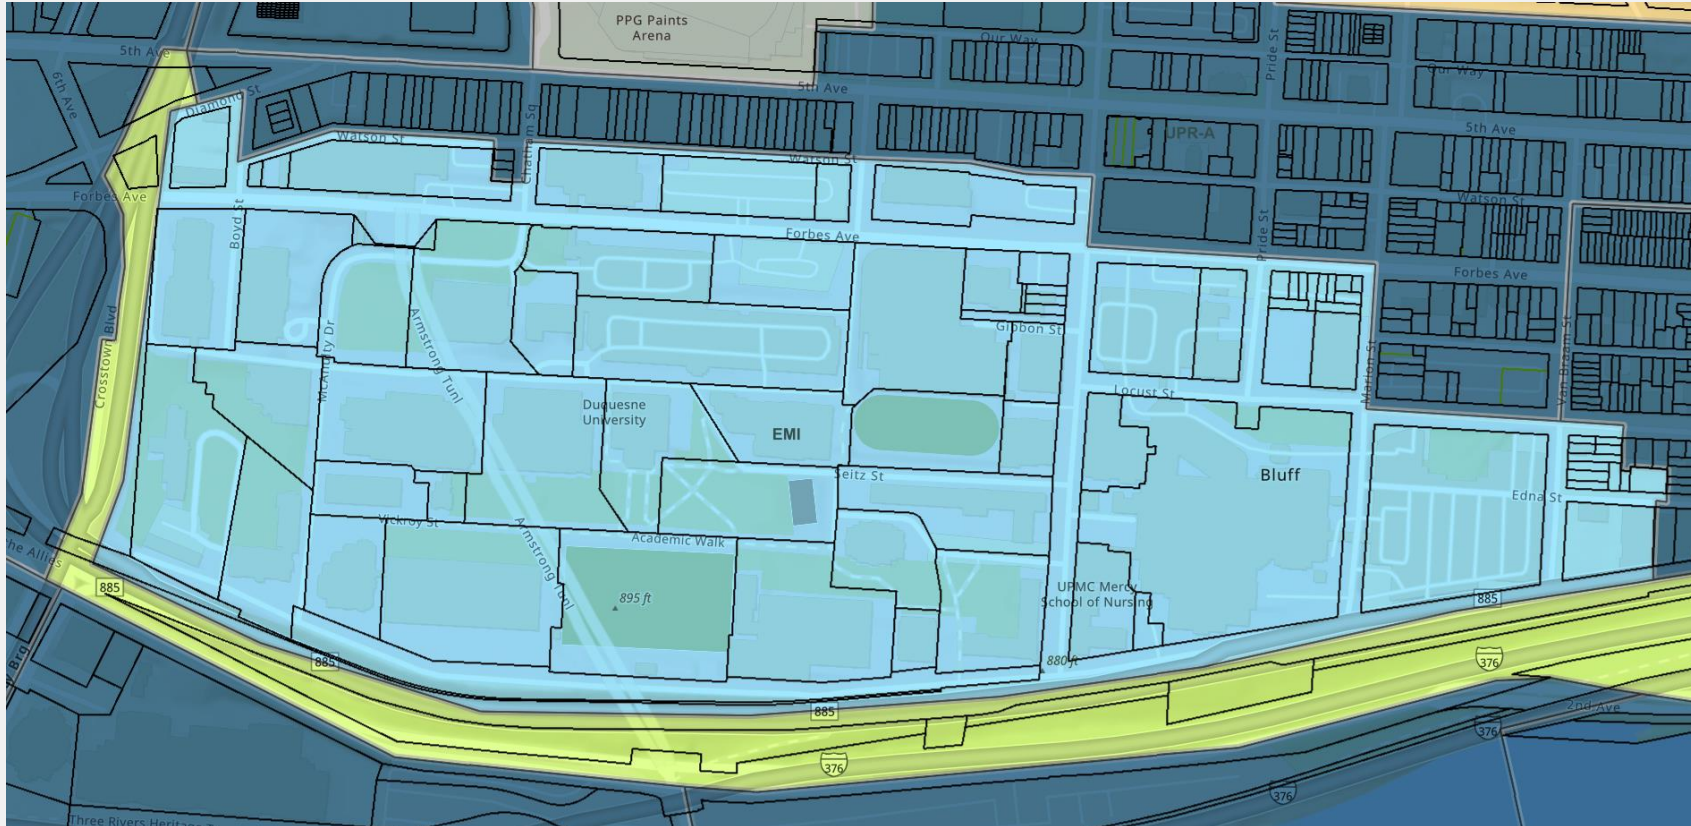 PPG Paints
Arena
5th Ave
Our Way
Pride St
Our Way
6th Ave
Diamond St
5th Ave
Chatham Sq
Watson St
Watson St
UPR-A
5th Ave
Forbes Ave
Boyd St
Forbes Ave
Pride St
Watson St
Forbes Ave
Crosstown Blvd
McAnulty Dr
Armstrong Tunl
Gibbon St
Marion St
Van Braam St
Locust St
Duquesne
University
EMI
Seitz St
Bluff
Edna St
Vickroy St
Armstrong Tunl
Academic Walk
he Allies
885
895 ft
UPMC Mercy
School of Nursing
885
Brg
885
880 ft
376
885
376
2nd Ave
376
376
Three Rivers Heritage